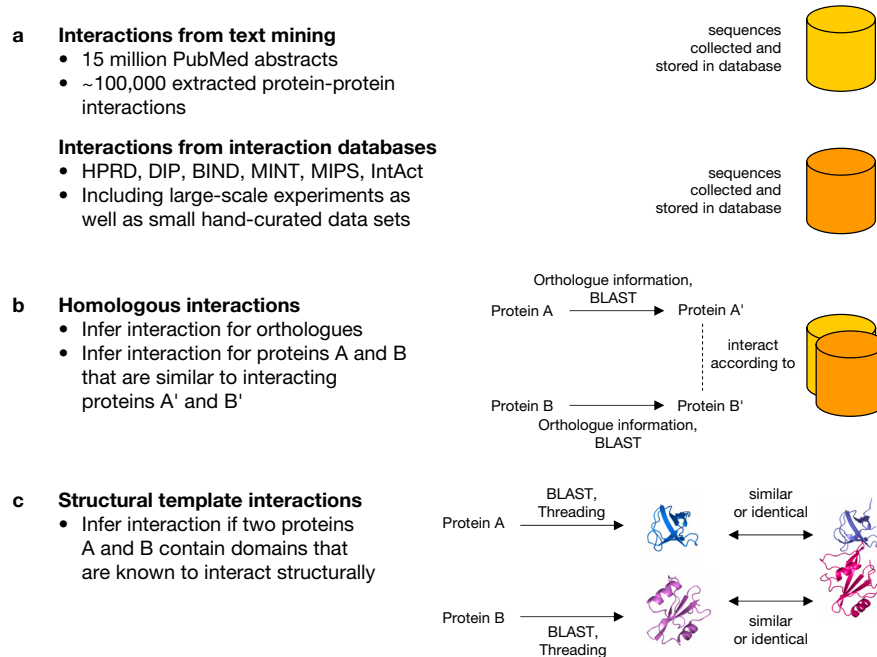 a Interactions from text mining
• 15 million PubMed abstracts
• ~100,000 extracted protein-protein
interactions
sequences
collected and
stored in database
Interactions from interaction databases
• HPRD, DIP, BIND, MINT, MIPS, IntAct
• Including large-scale experiments as
well as small hand-curated data sets
sequences
collected and
stored in database
b Homologous interactions
• Infer interaction for orthologues
• Infer interaction for proteins A and B
that are similar to interacting
proteins A' and B'
Orthologue information,
BLAST
Protein A
Protein A'
interact
according to
Protein B
Protein B'
Orthologue information,
BLAST
c Structural template interactions
• Infer interaction if two proteins
A and B contain domains that
are known to interact structurally
BLAST,
Threading
Protein A
similar
or identical
Protein B
BLAST,
Threading
similar
or identical